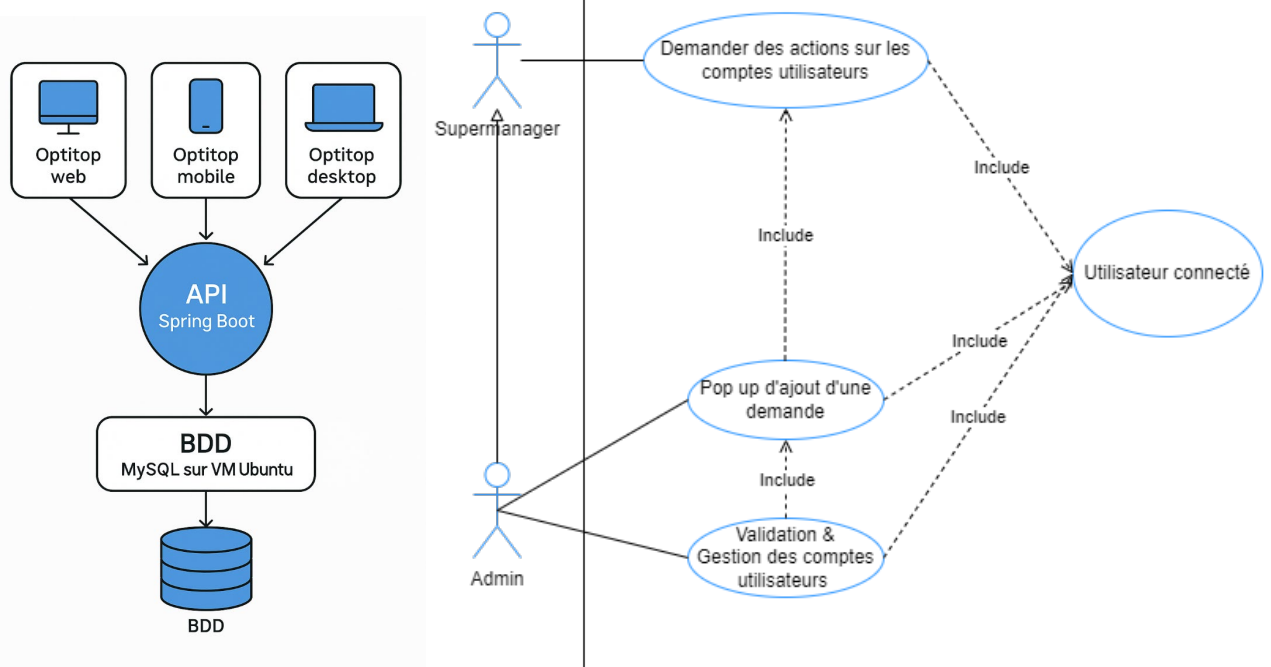 Optitop
web
Optitop
mobile
Optitop
desktop
API
Spring Boot
BDD
MySQL sur VM Ubuntu
BDD
Supermanager
Admin
Demander des actions sur les
comptes utilisateurs
Include
Include
Utilisateur connecté
Include
Pop up d'ajout d'une
demande
Include
Include
Validation &
Gestion des comptes
utilisateurs